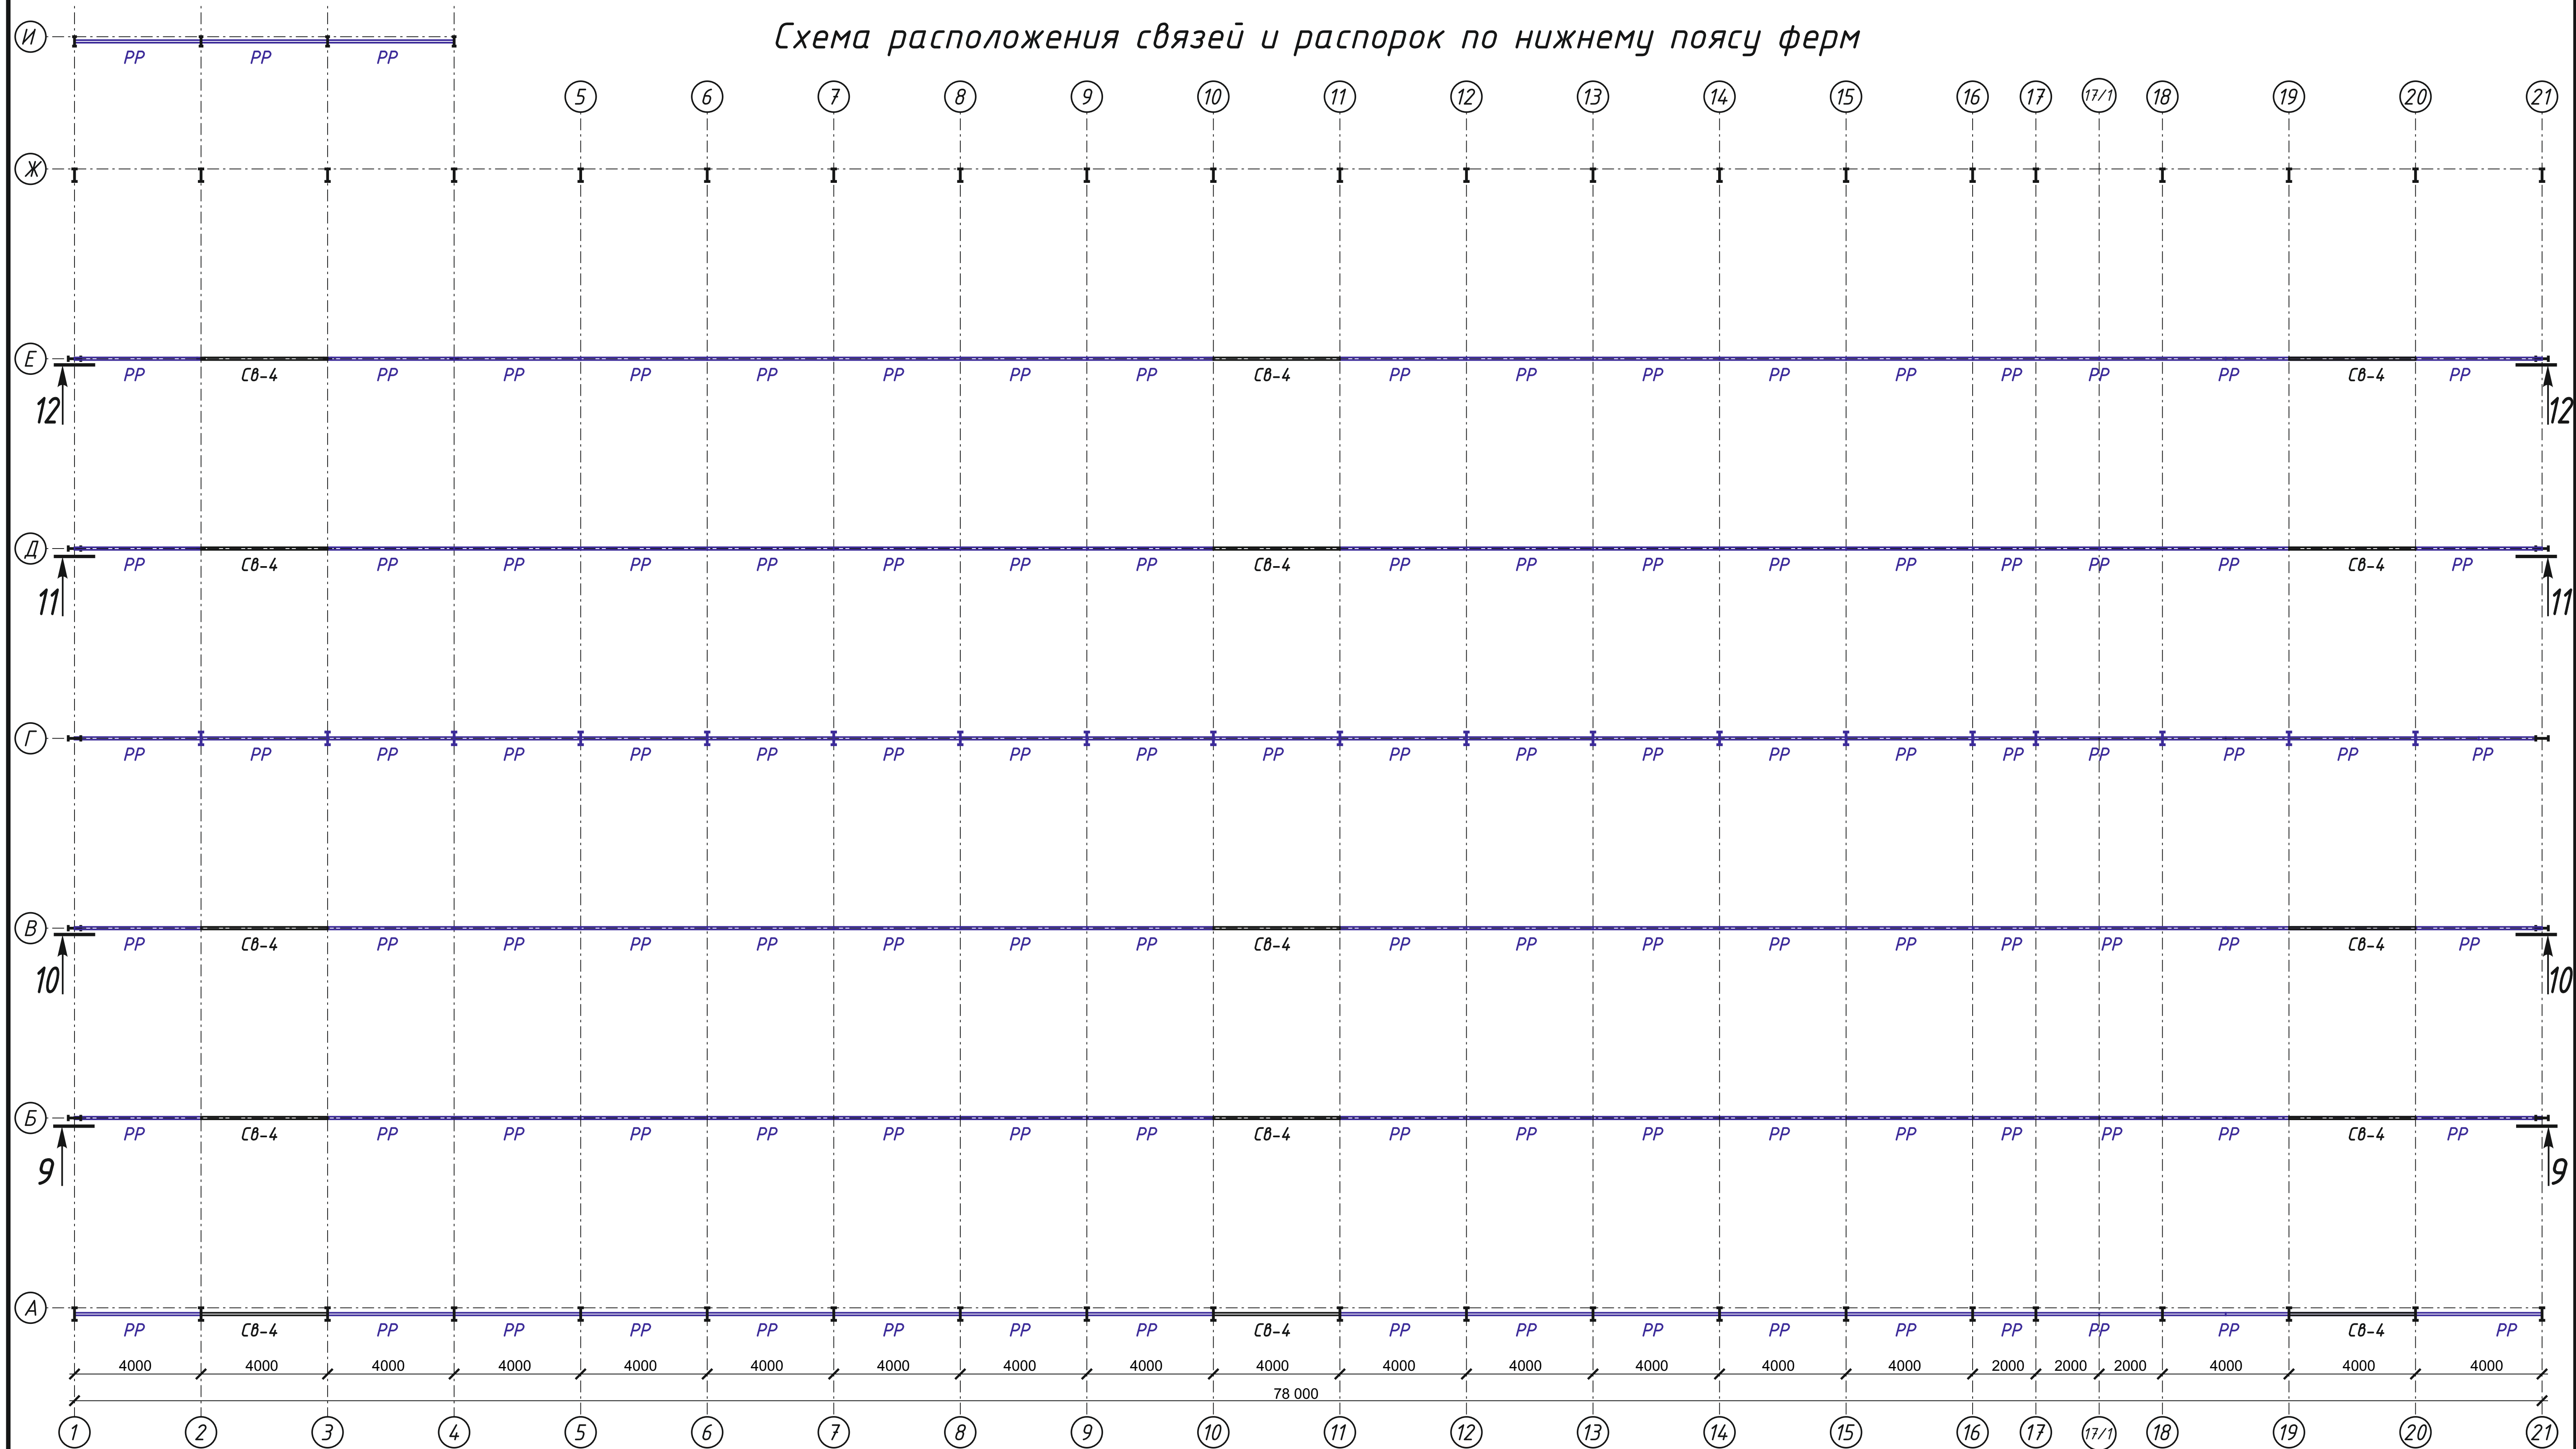 Схема расположения связей и распорок по нижнему поясу ферм
И
РР РР РР
5 6 7 8 9 10 11 12 13 14 15 16 17 17/1 18 19 20 21
Ж
Е
РР Св-4 РР РР РР РР РР РР РР Св-4 РР РР РР РР РР РР РР РР Св-4 РР
12 12
Д
РР Св-4 РР РР РР РР РР РР РР Св-4 РР РР РР РР РР РР РР РР Св-4 РР
11 11
Г
РР РР РР РР РР РР РР РР РР РР РР РР РР РР РР РР РР РР РР РР
В
РР Св-4 РР РР РР РР РР РР РР Св-4 РР РР РР РР РР РР РР РР Св-4 РР
10 10
Б
РР Св-4 РР РР РР РР РР РР РР Св-4 РР РР РР РР РР РР РР РР Св-4 РР
9 9
А
РР Св-4 РР РР РР РР РР РР РР Св-4 РР РР РР РР РР РР РР РР Св-4 РР
4000 4000 4000 4000 4000 4000 4000 4000 4000 4000 4000 4000 4000 4000 4000 2000 2000 2000 4000 4000 4000
78 000
1 2 3 4 5 6 7 8 9 10 11 12 13 14 15 16 17 17/1 18 19 20 21